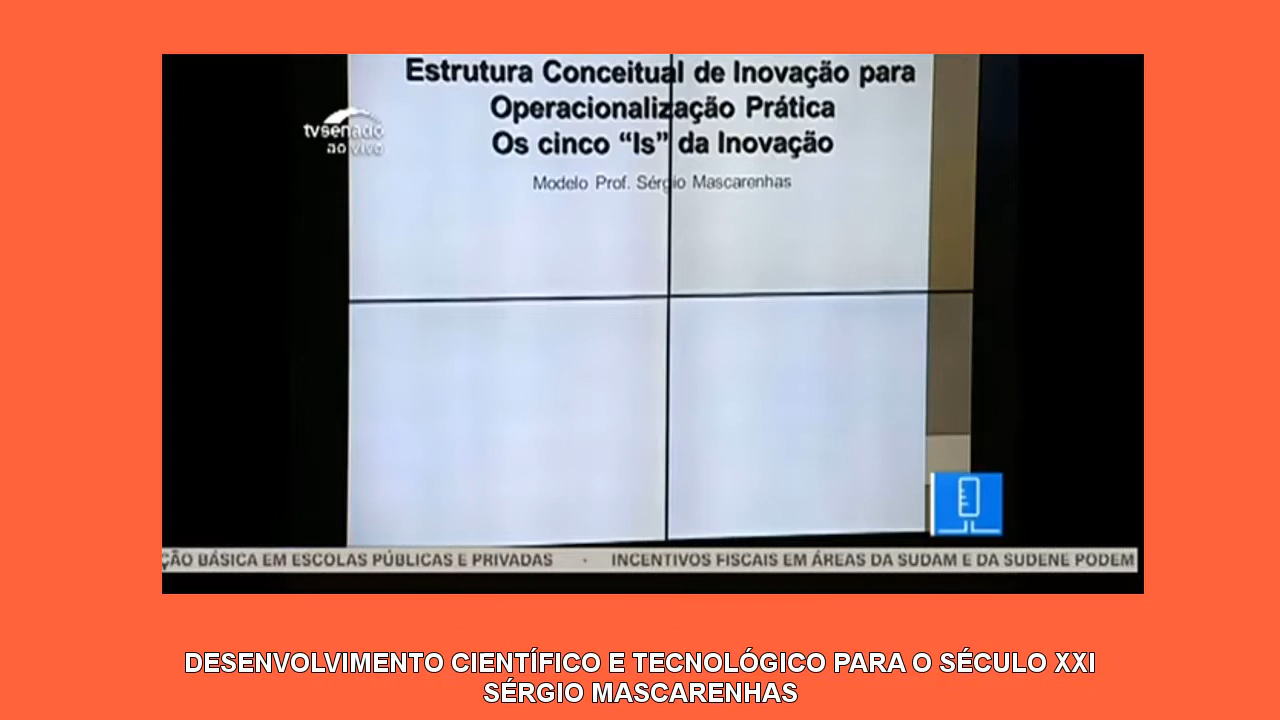 Estrutura Conceitual de Inovação para
Operacionalização Prática
Os cinco “Is” da Inovação
Modelo Prof. Sérgio Mascarenhas
tvsenado
ao vivo
ÇÃO BÁSICA EM ESCOLAS PÚBLICAS E PRIVADAS · INCENTIVOS FISCAIS EM ÁREAS DA SUDAM E DA SUDENE PODEM
DESENVOLVIMENTO CIENTÍFICO E TECNOLÓGICO PARA O SÉCULO XXI
SÉRGIO MASCARENHAS